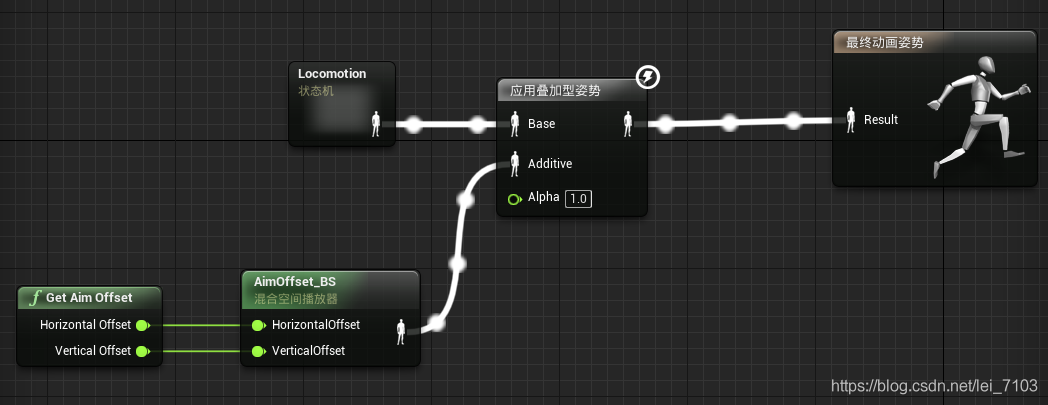 最终动画姿势
Result
Locomotion
状态机
应用叠加型姿势
Base
Additive
Alpha 1.0
AimOffset_BS
混合空间播放器
HorizontalOffset
VerticalOffset
f Get Aim Offset
Horizontal Offset
Vertical Offset
https://blog.csdn.net/lei_7103